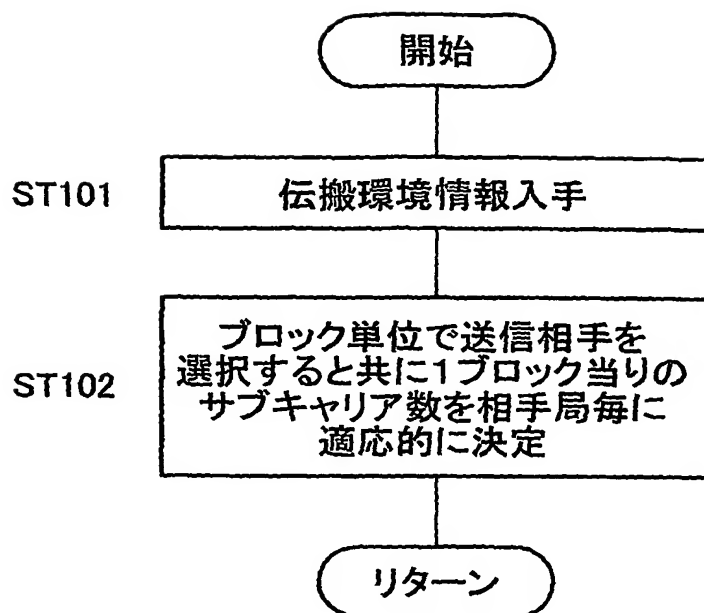 開始
ST101
伝搬環境情報入手
ST102
ブロック単位で送信相手を
選択すると共に1ブロック当りの
サブキャリア数を相手局毎に
適応的に決定
リターン